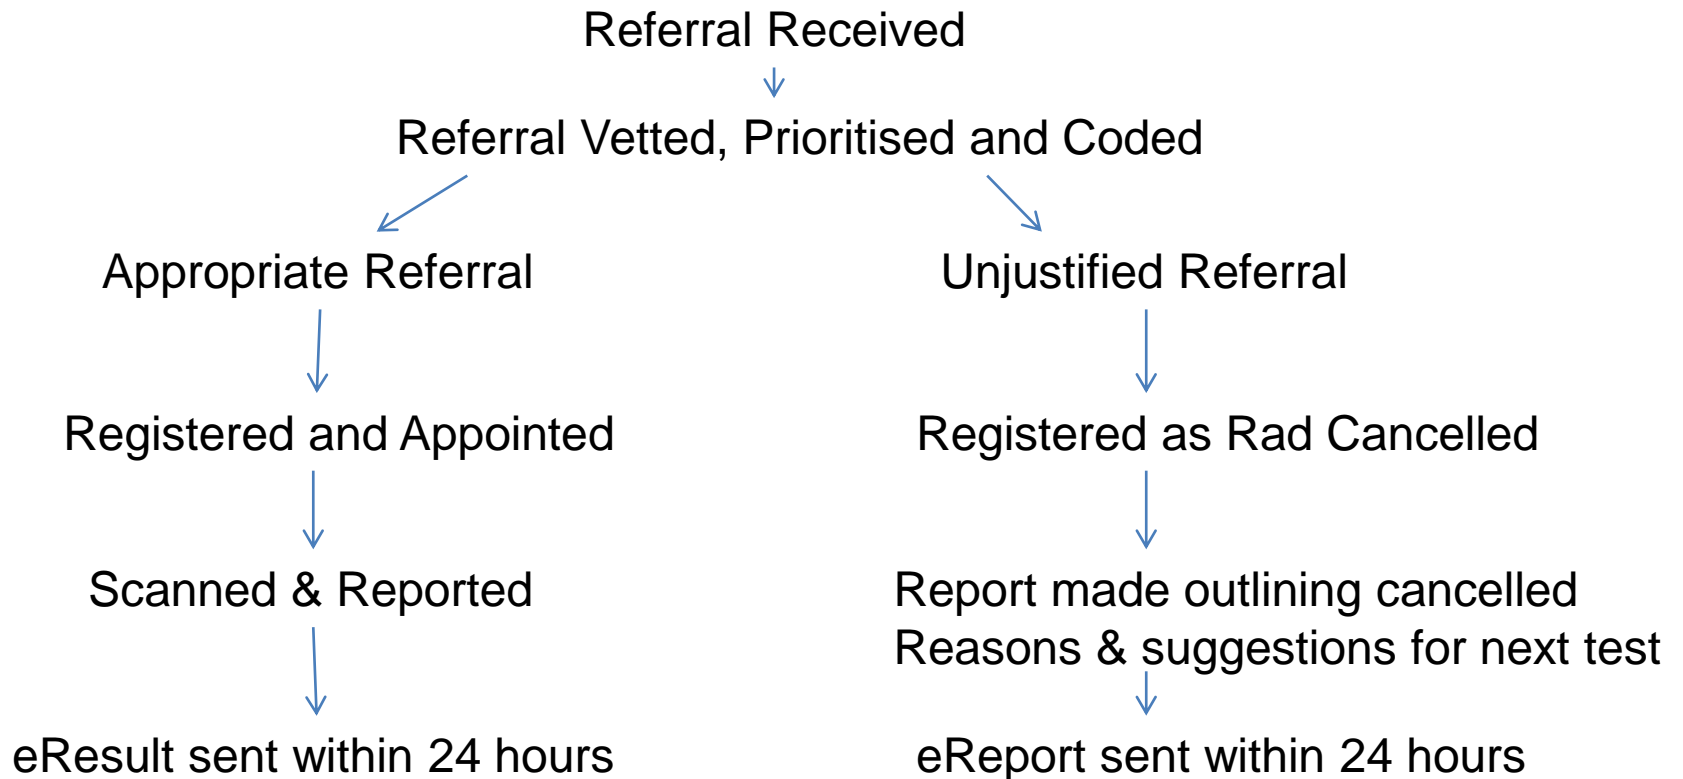 Referral Received
Referral Vetted, Prioritised and Coded
Appropriate Referral
Unjustified Referral
Registered and Appointed
Registered as Rad Cancelled
Scanned & Reported
Report made outlining cancelled
Reasons & suggestions for next test
eResult sent within 24 hours
eReport sent within 24 hours